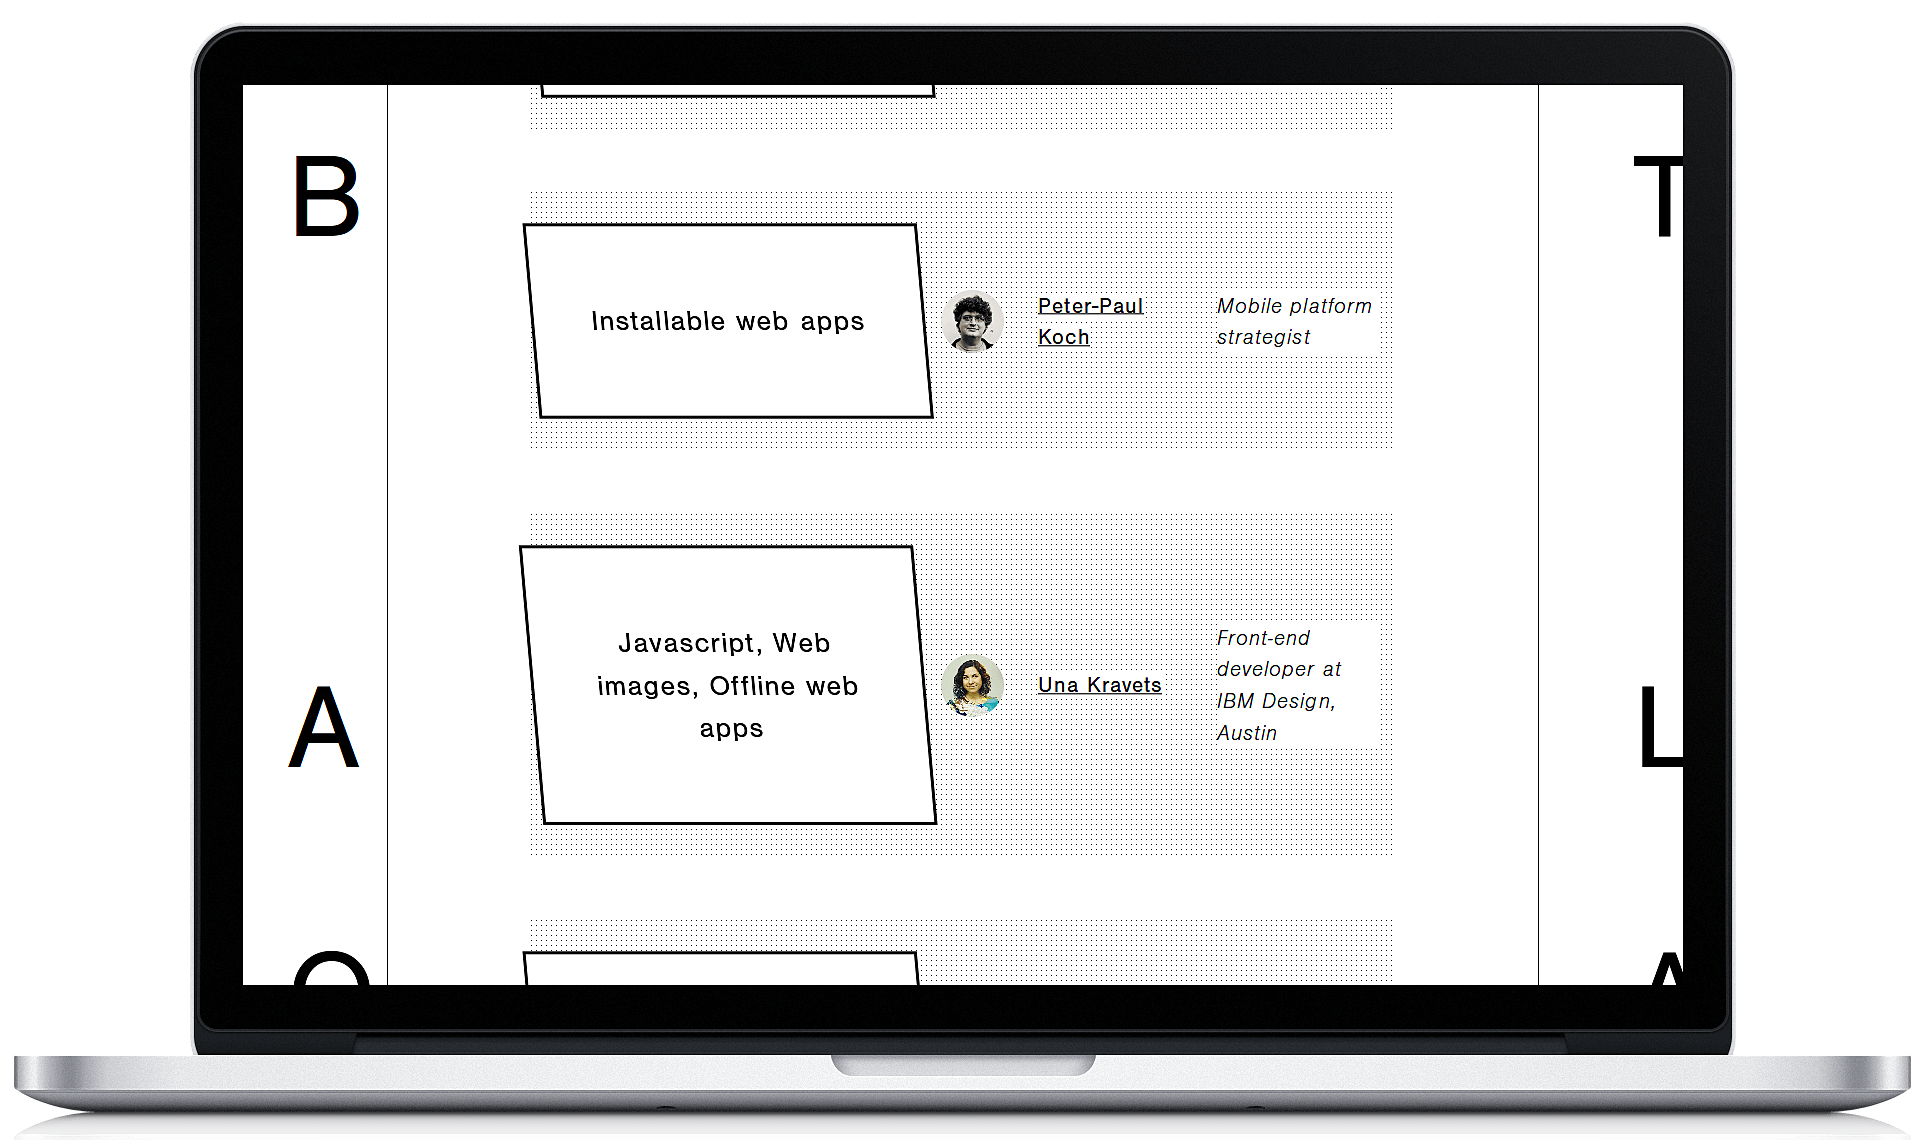 B
T
Installable web apps
Peter-Paul
Koch
Mobile platform
strategist
Javascript, Web
images, Offline web
apps
Una Kravets
Front-end
developer at
IBM Design,
Austin
A
L
A